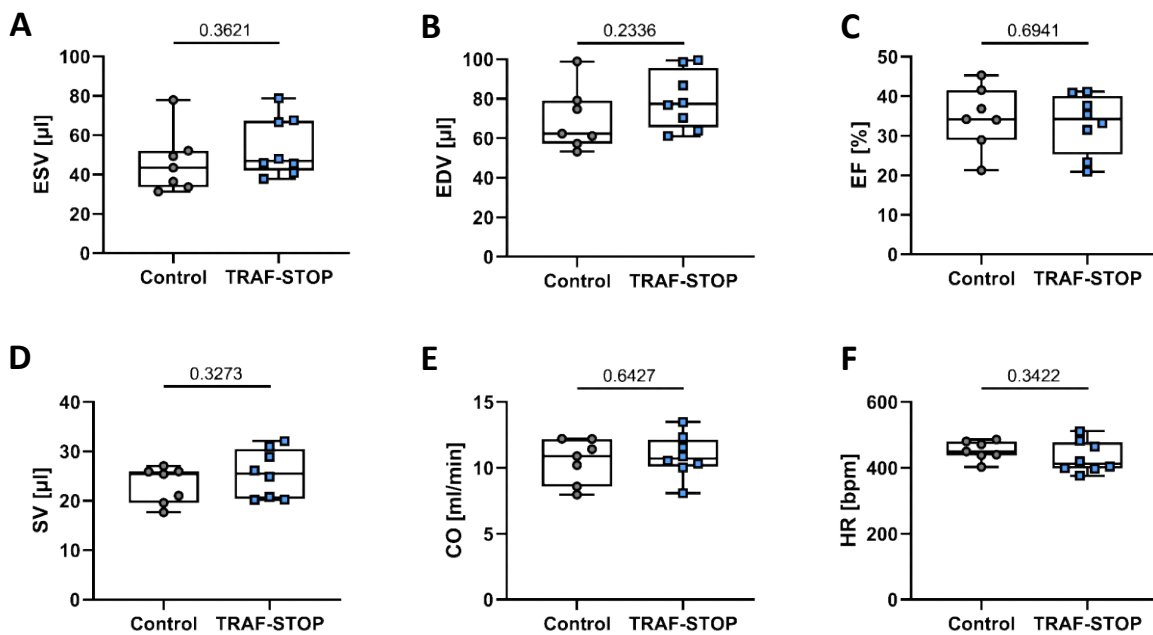 A
0.3621
ESV [µl]
100
80
60
40
20
0
Control TRAF-STOP
B
0.2336
EDV [µl]
100
80
60
40
20
0
Control TRAF-STOP
C
0.6941
EF [%]
50
40
30
20
10
0
Control TRAF-STOP
D
0.3273
SV [µl]
40
30
20
10
0
Control TRAF-STOP
E
0.6427
CO [ml/min]
15
10
5
0
Control TRAF-STOP
F
0.3422
HR [bpm]
600
400
200
0
Control TRAF-STOP